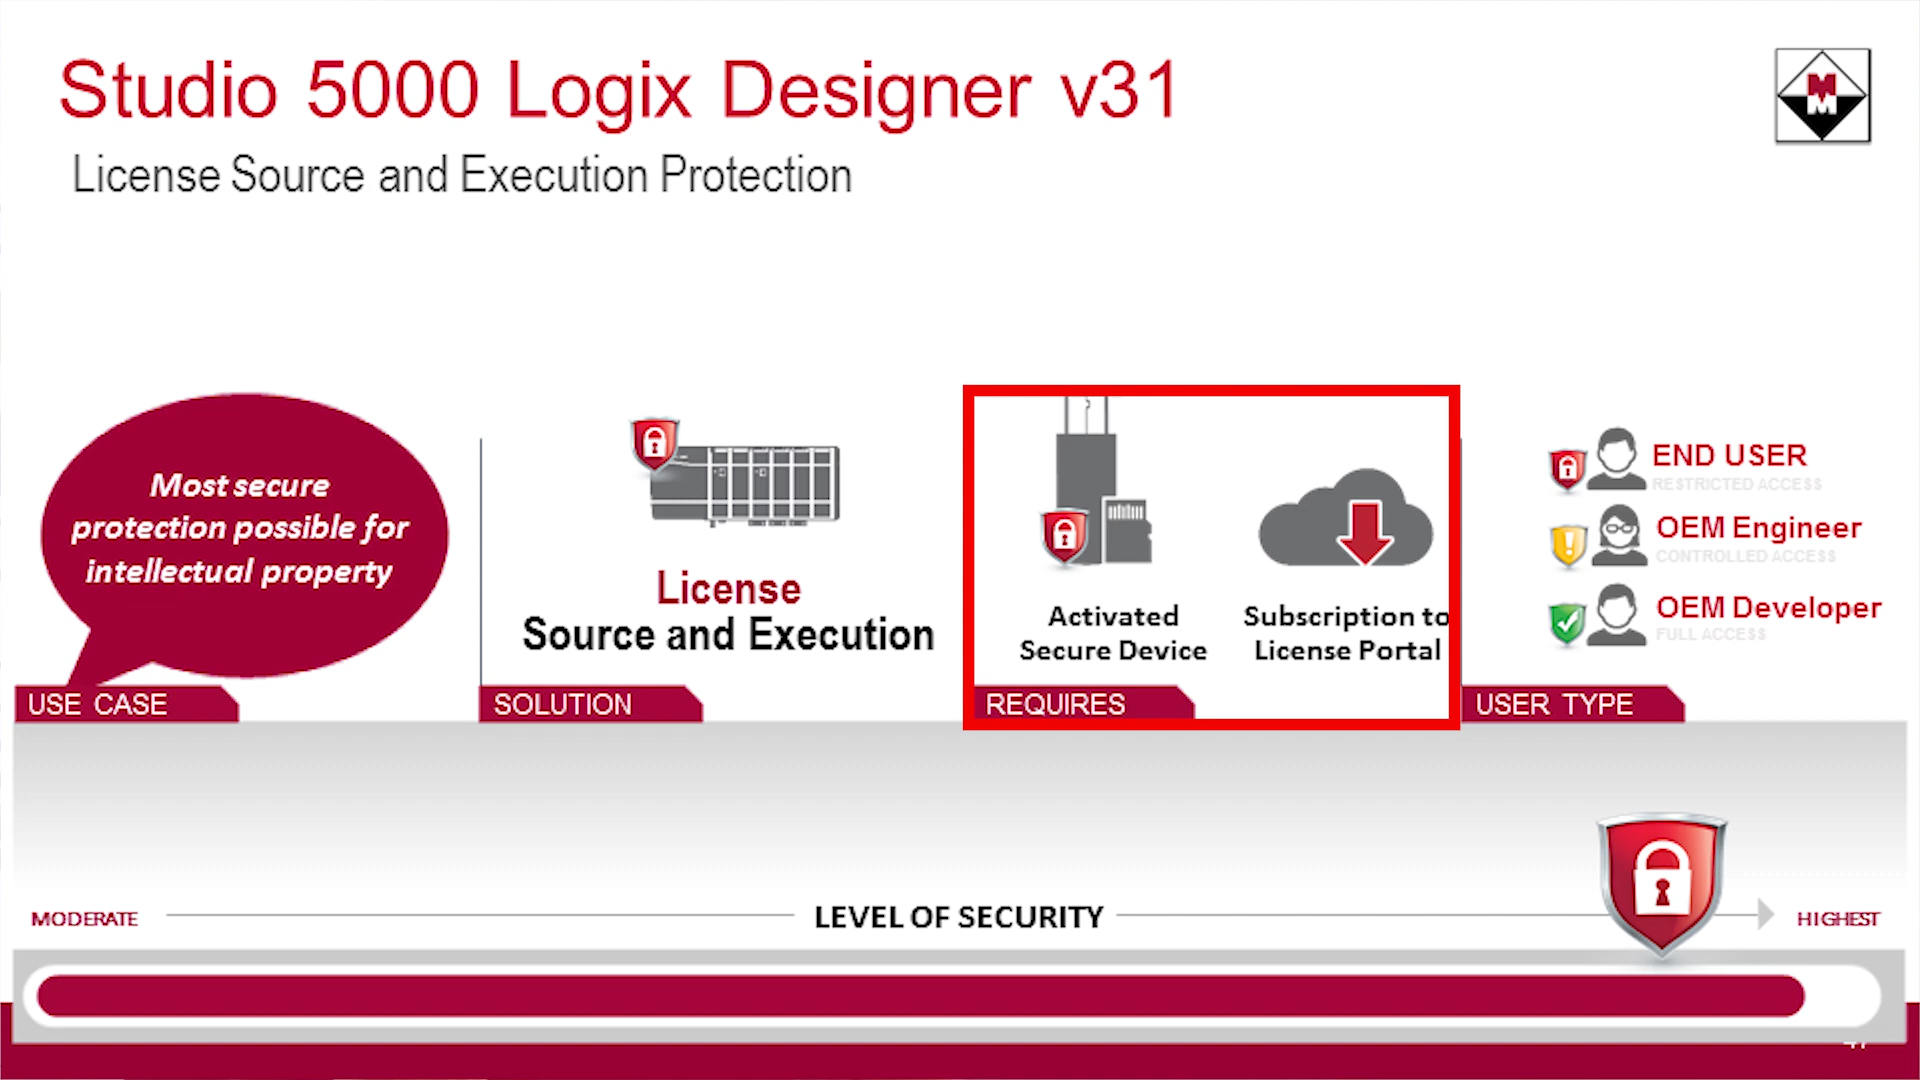 Studio 5000 Logix Designer v31
License Source and Execution Protection
M
M
Most secure
protection possible for
intellectual property
USE CASE
License
Source and Execution
SOLUTION
Activated
Secure Device
Subscription to
License Portal
REQUIRES
END USER
RESTRICTED ACCESS
OEM Engineer
CONTROLLED ACCESS
OEM Developer
FULL ACCESS
USER TYPE
MODERATE
LEVEL OF SECURITY
HIGHEST